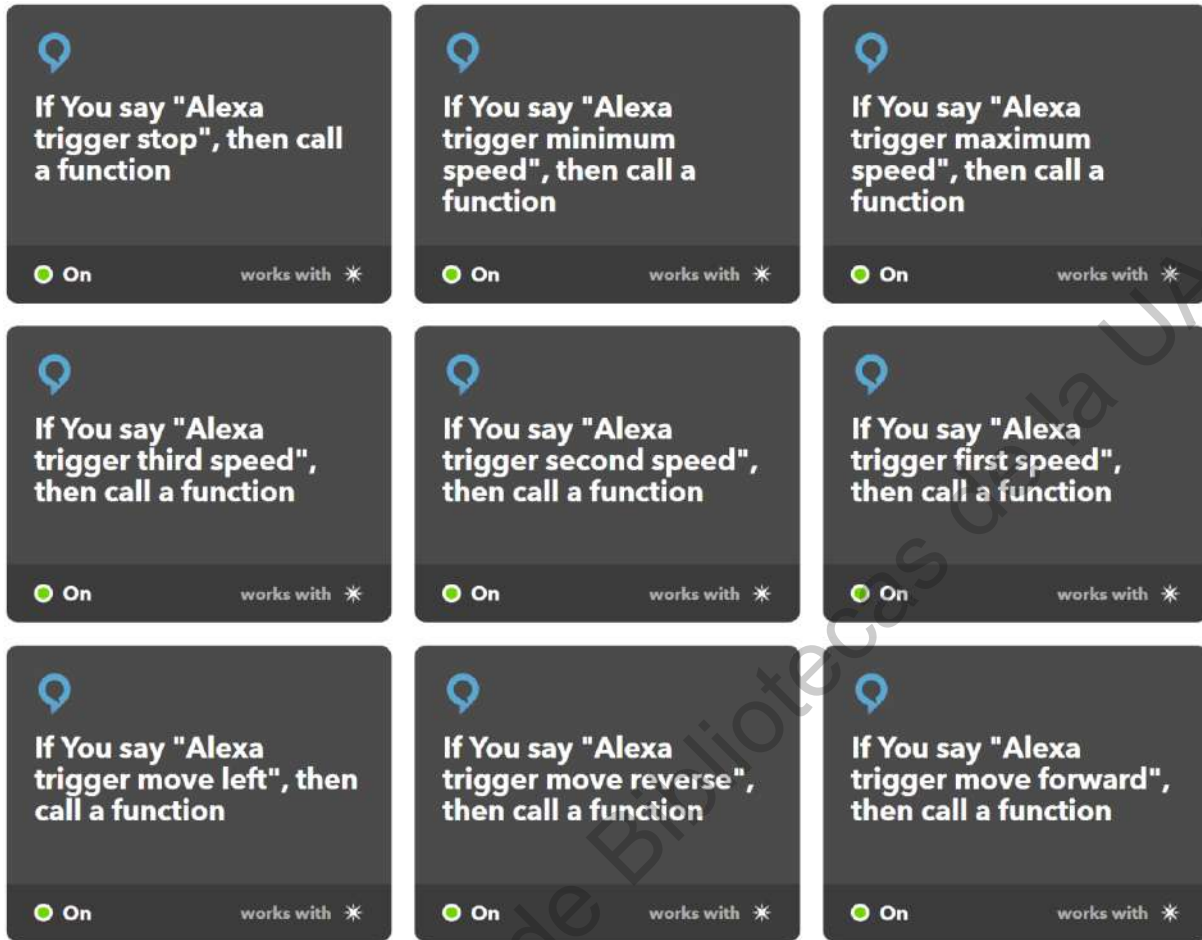 If You say "Alexa
trigger stop", then call
a function
On works with
If You say "Alexa
trigger minimum
speed", then call a
function
On works with
If You say "Alexa
trigger maximum
speed", then call a
function
On works with
If You say "Alexa
trigger third speed",
then call a function
On works with
If You say "Alexa
trigger second speed",
then call a function
On works with
If You say "Alexa
trigger first speed",
then call a function
On works with
If You say "Alexa
trigger move left", then
call a function
On works with
If You say "Alexa
trigger move reverse",
then call a function
On works with
If You say "Alexa
trigger move forward",
then call a function
On works with
de Bibliotecas de la UA